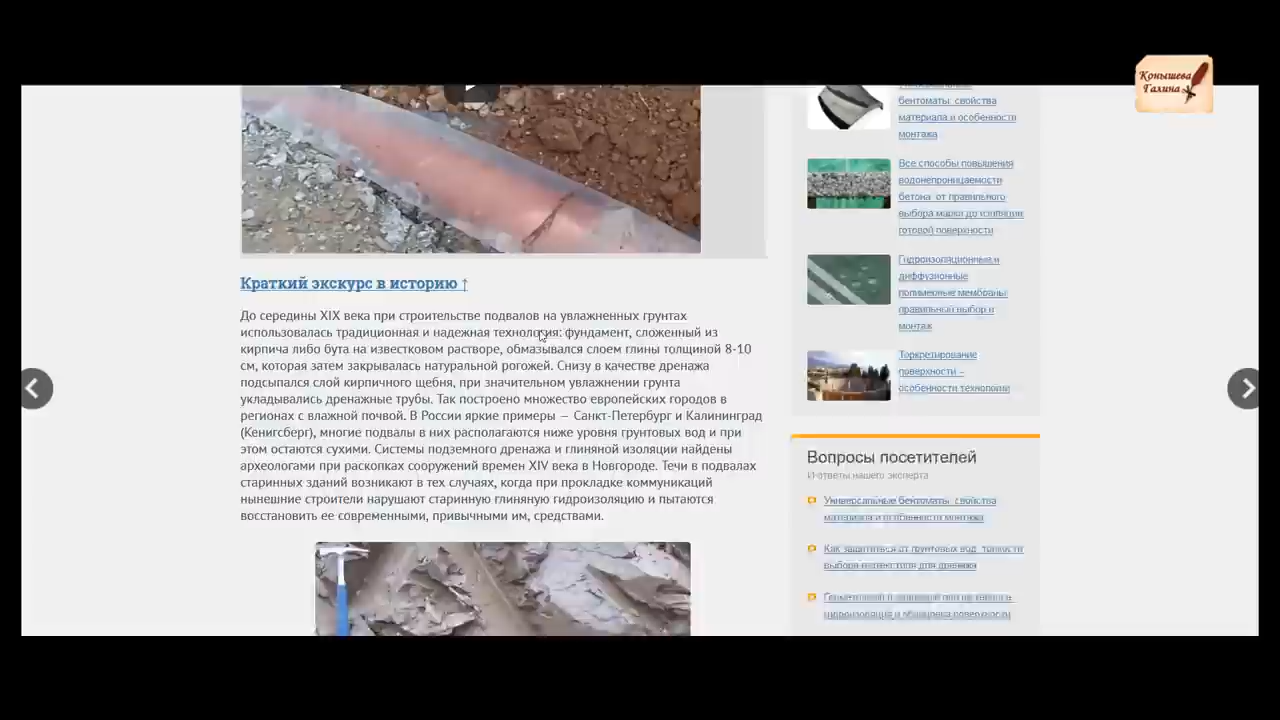 Конышева
Галина
бентоматы: свойства
материала и особенности
монтажа
Все способы повышения
водонепроницаемости
бетона от правильного
выбора марки до изоляции
готовой поверхности
Гидроизоляционные и
диффузионные
полимерные мембраны
правильный выбор и
монтаж
Торкретирование
поверхности –
особенности технологии
Краткий экскурс в историю ↑
До середины XIX века при строительстве подвалов на увлажненных грунтах
использовалась традиционная и надежная технология: фундамент, сложенный из
кирпича либо бута на известковом растворе, обмазывался слоем глины толщиной 8-10
см, которая затем закрывалась натуральной рогожей. Снизу в качестве дренажа
подсыпался слой кирпичного щебня, при значительном увлажнении грунта
укладывались дренажные трубы. Так построено множество европейских городов в
регионах с влажной почвой. В России яркие примеры — Санкт-Петербург и Калининград
(Кенигсберг), многие подвалы в них располагаются ниже уровня грунтовых вод и при
этом остаются сухими. Системы подземного дренажа и глиняной изоляции найдены
археологами при раскопках сооружений времен XIV века в Новгороде. Течи в подвалах
старинных зданий возникают в тех случаях, когда при прокладке коммуникаций
нынешние строители нарушают старинную глиняную гидроизоляцию и пытаются
восстановить ее современными, привычными им, средствами.
Вопросы посетителей
И ответы нашего эксперта
Универсальные бентоматы: свойства
материала и особенности монтажа
Как защититься от грунтовых вод: тонкости
выбора геотекстиля для дренажа
гидроизоляция и облицовка поверхности